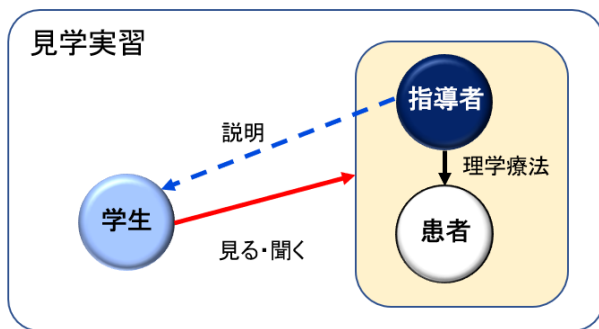 見学実習
指導者
説明
理学療法
学生
患者
見る・聞く